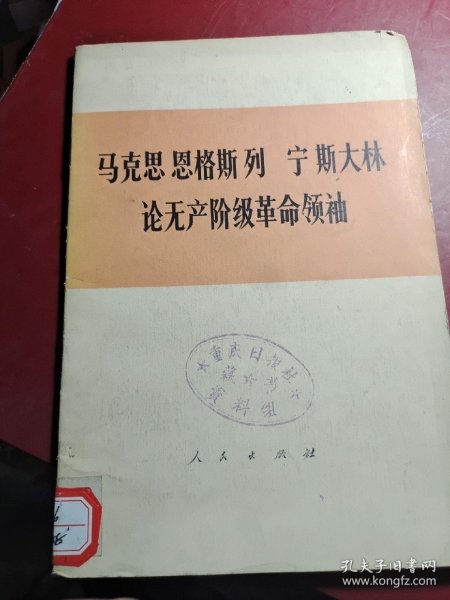 马克思恩格斯列 宁斯大林
论无产阶级革命领袖
重庆日报社
资料组
人民出版社
孔夫子旧书网
www.kongfz.com